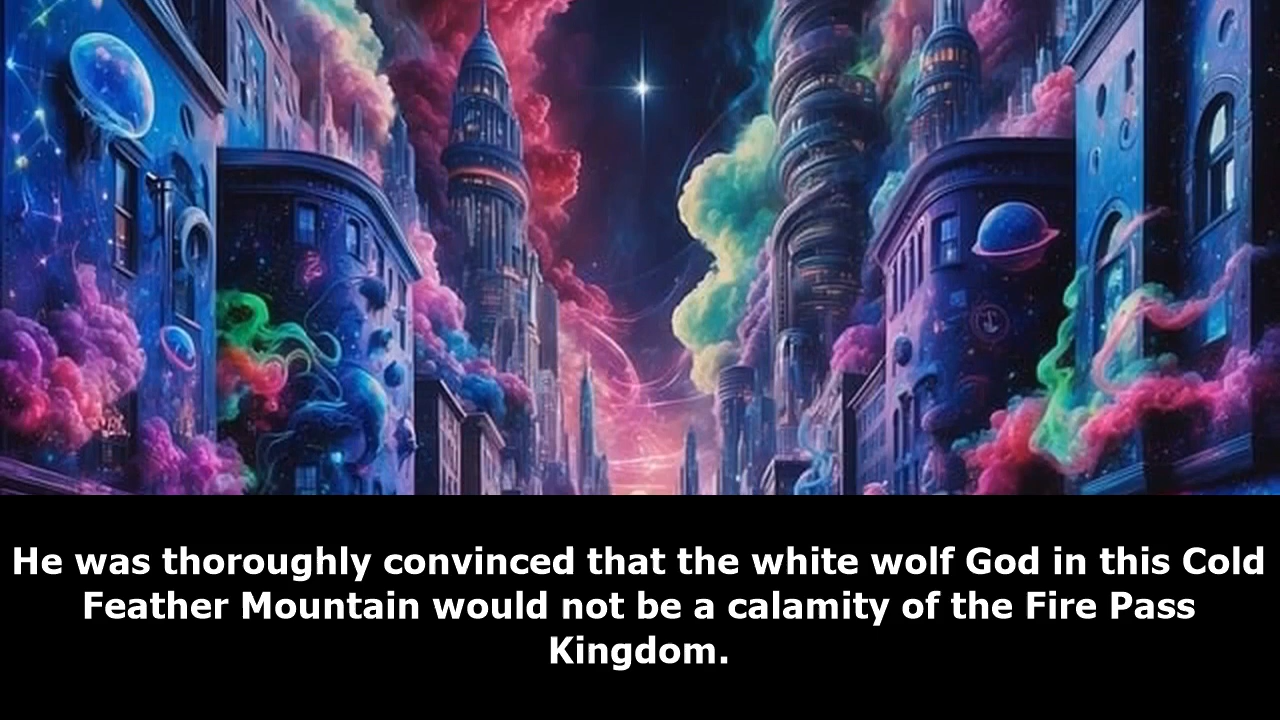 He was thoroughly convinced that the white wolf God in this Cold
Feather Mountain would not be a calamity of the Fire Pass
Kingdom.